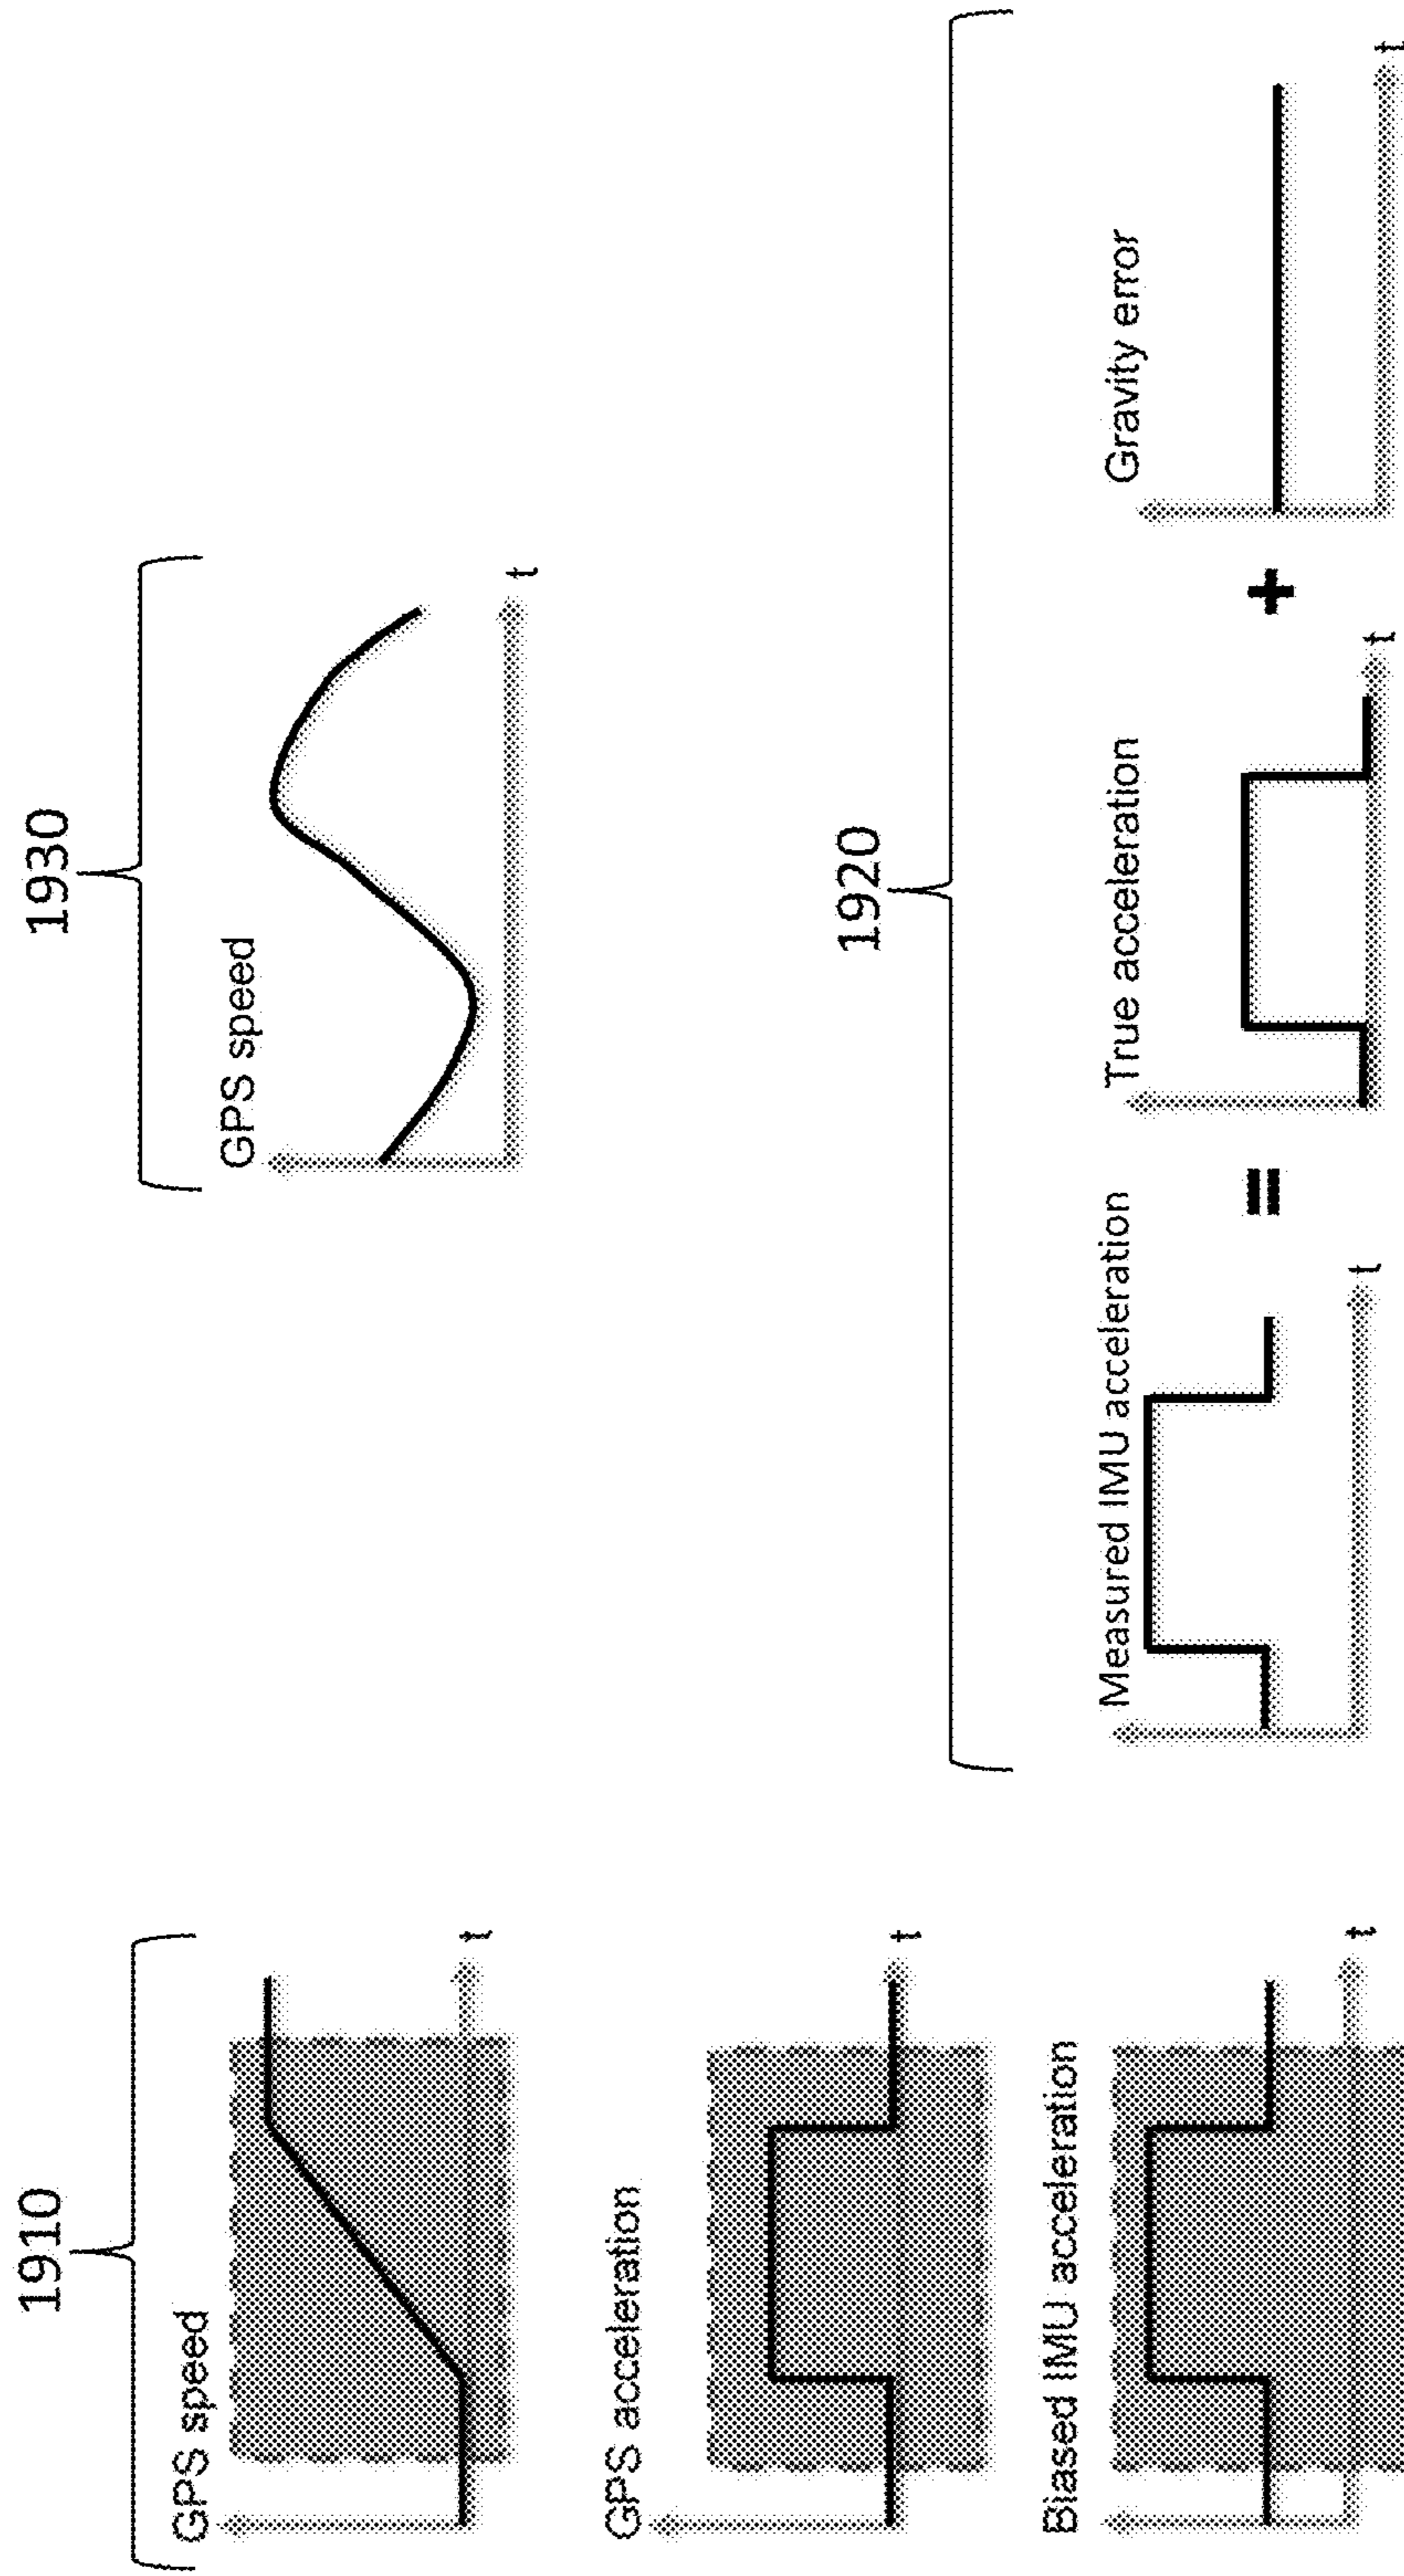 1910
GPS speed
t
GPS acceleration
t
Biased IMU acceleration
t
1930
GPS speed
t
1920
Measured IMU acceleration
t
=
True acceleration
t
+
Gravity error
t